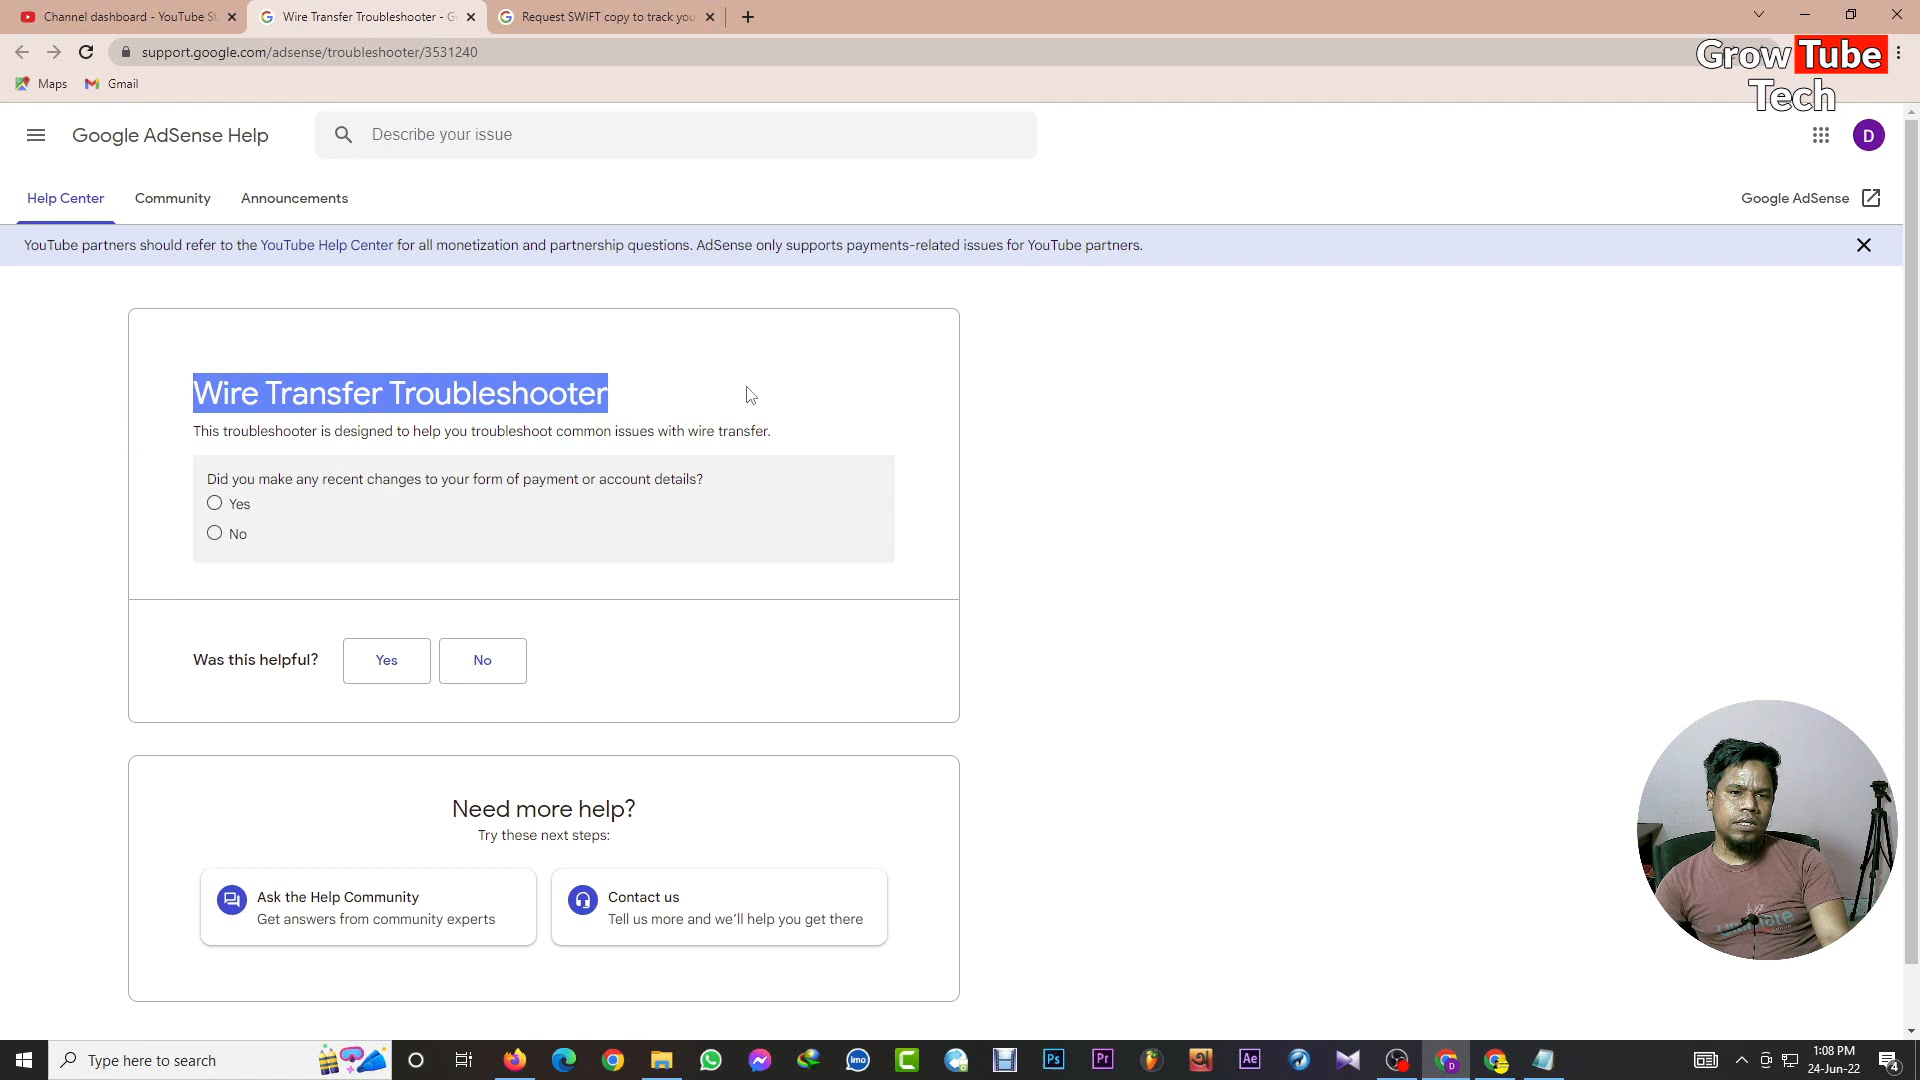 Channel dashboard - YouTube St
Wire Transfer Troubleshooter - G
Request SWIFT copy to track you
support.google.com/adsense/troubleshooter/3531240
Grow Tube
Tech
Maps
Gmail
Google AdSense Help
Describe your issue
D
Help Center
Community
Announcements
Google AdSense
YouTube partners should refer to the YouTube Help Center for all monetization and partnership questions. AdSense only supports payments-related issues for YouTube partners.
Wire Transfer Troubleshooter
This troubleshooter is designed to help you troubleshoot common issues with wire transfer.
Did you make any recent changes to your form of payment or account details?
Yes
No
Was this helpful?
Yes
No
Need more help?
Try these next steps:
Ask the Help Community
Get answers from community experts
Contact us
Tell us more and we'll help you get there
Type here to search
imo
Ps
Pr
Ae
D
1:08 PM
24-Jun-22
4